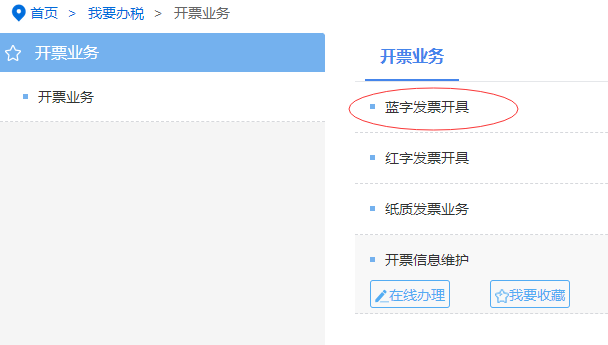 首页 > 我要办税 > 开票业务
开票业务
开票业务
开票业务
蓝字发票开具
红字发票开具
纸质发票业务
开票信息维护
在线办理 我要收藏